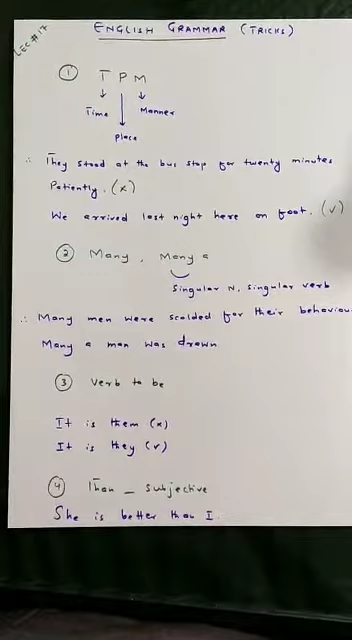 LEC # 17
ENGLISH GRAMMAR (TRICKS)
① T P M
Time Manner
Place
∴ They stood at the bus stop for twenty minutes
Patiently. (x)
We arrived last night here on foot. (v)
② Many, Many a
Singular N, Singular verb
∴ Many men were scolded for their behaviour
Many a man was drawn
③ Verb to be
It is them (x)
It is they (v)
④ Than _ subjective
She is better than I.